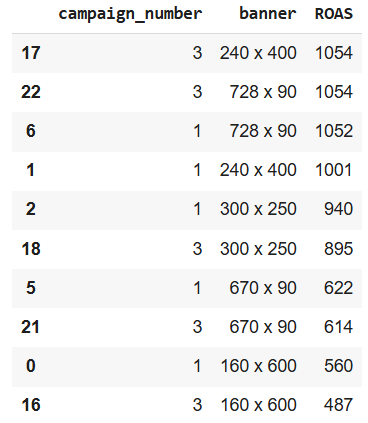 campaign_number banner ROAS
17 3 240 x 400 1054
22 3 728 x 90 1054
6 1 728 x 90 1052
1 1 240 x 400 1001
2 1 300 x 250 940
18 3 300 x 250 895
5 1 670 x 90 622
21 3 670 x 90 614
0 1 160 x 600 560
16 3 160 x 600 487